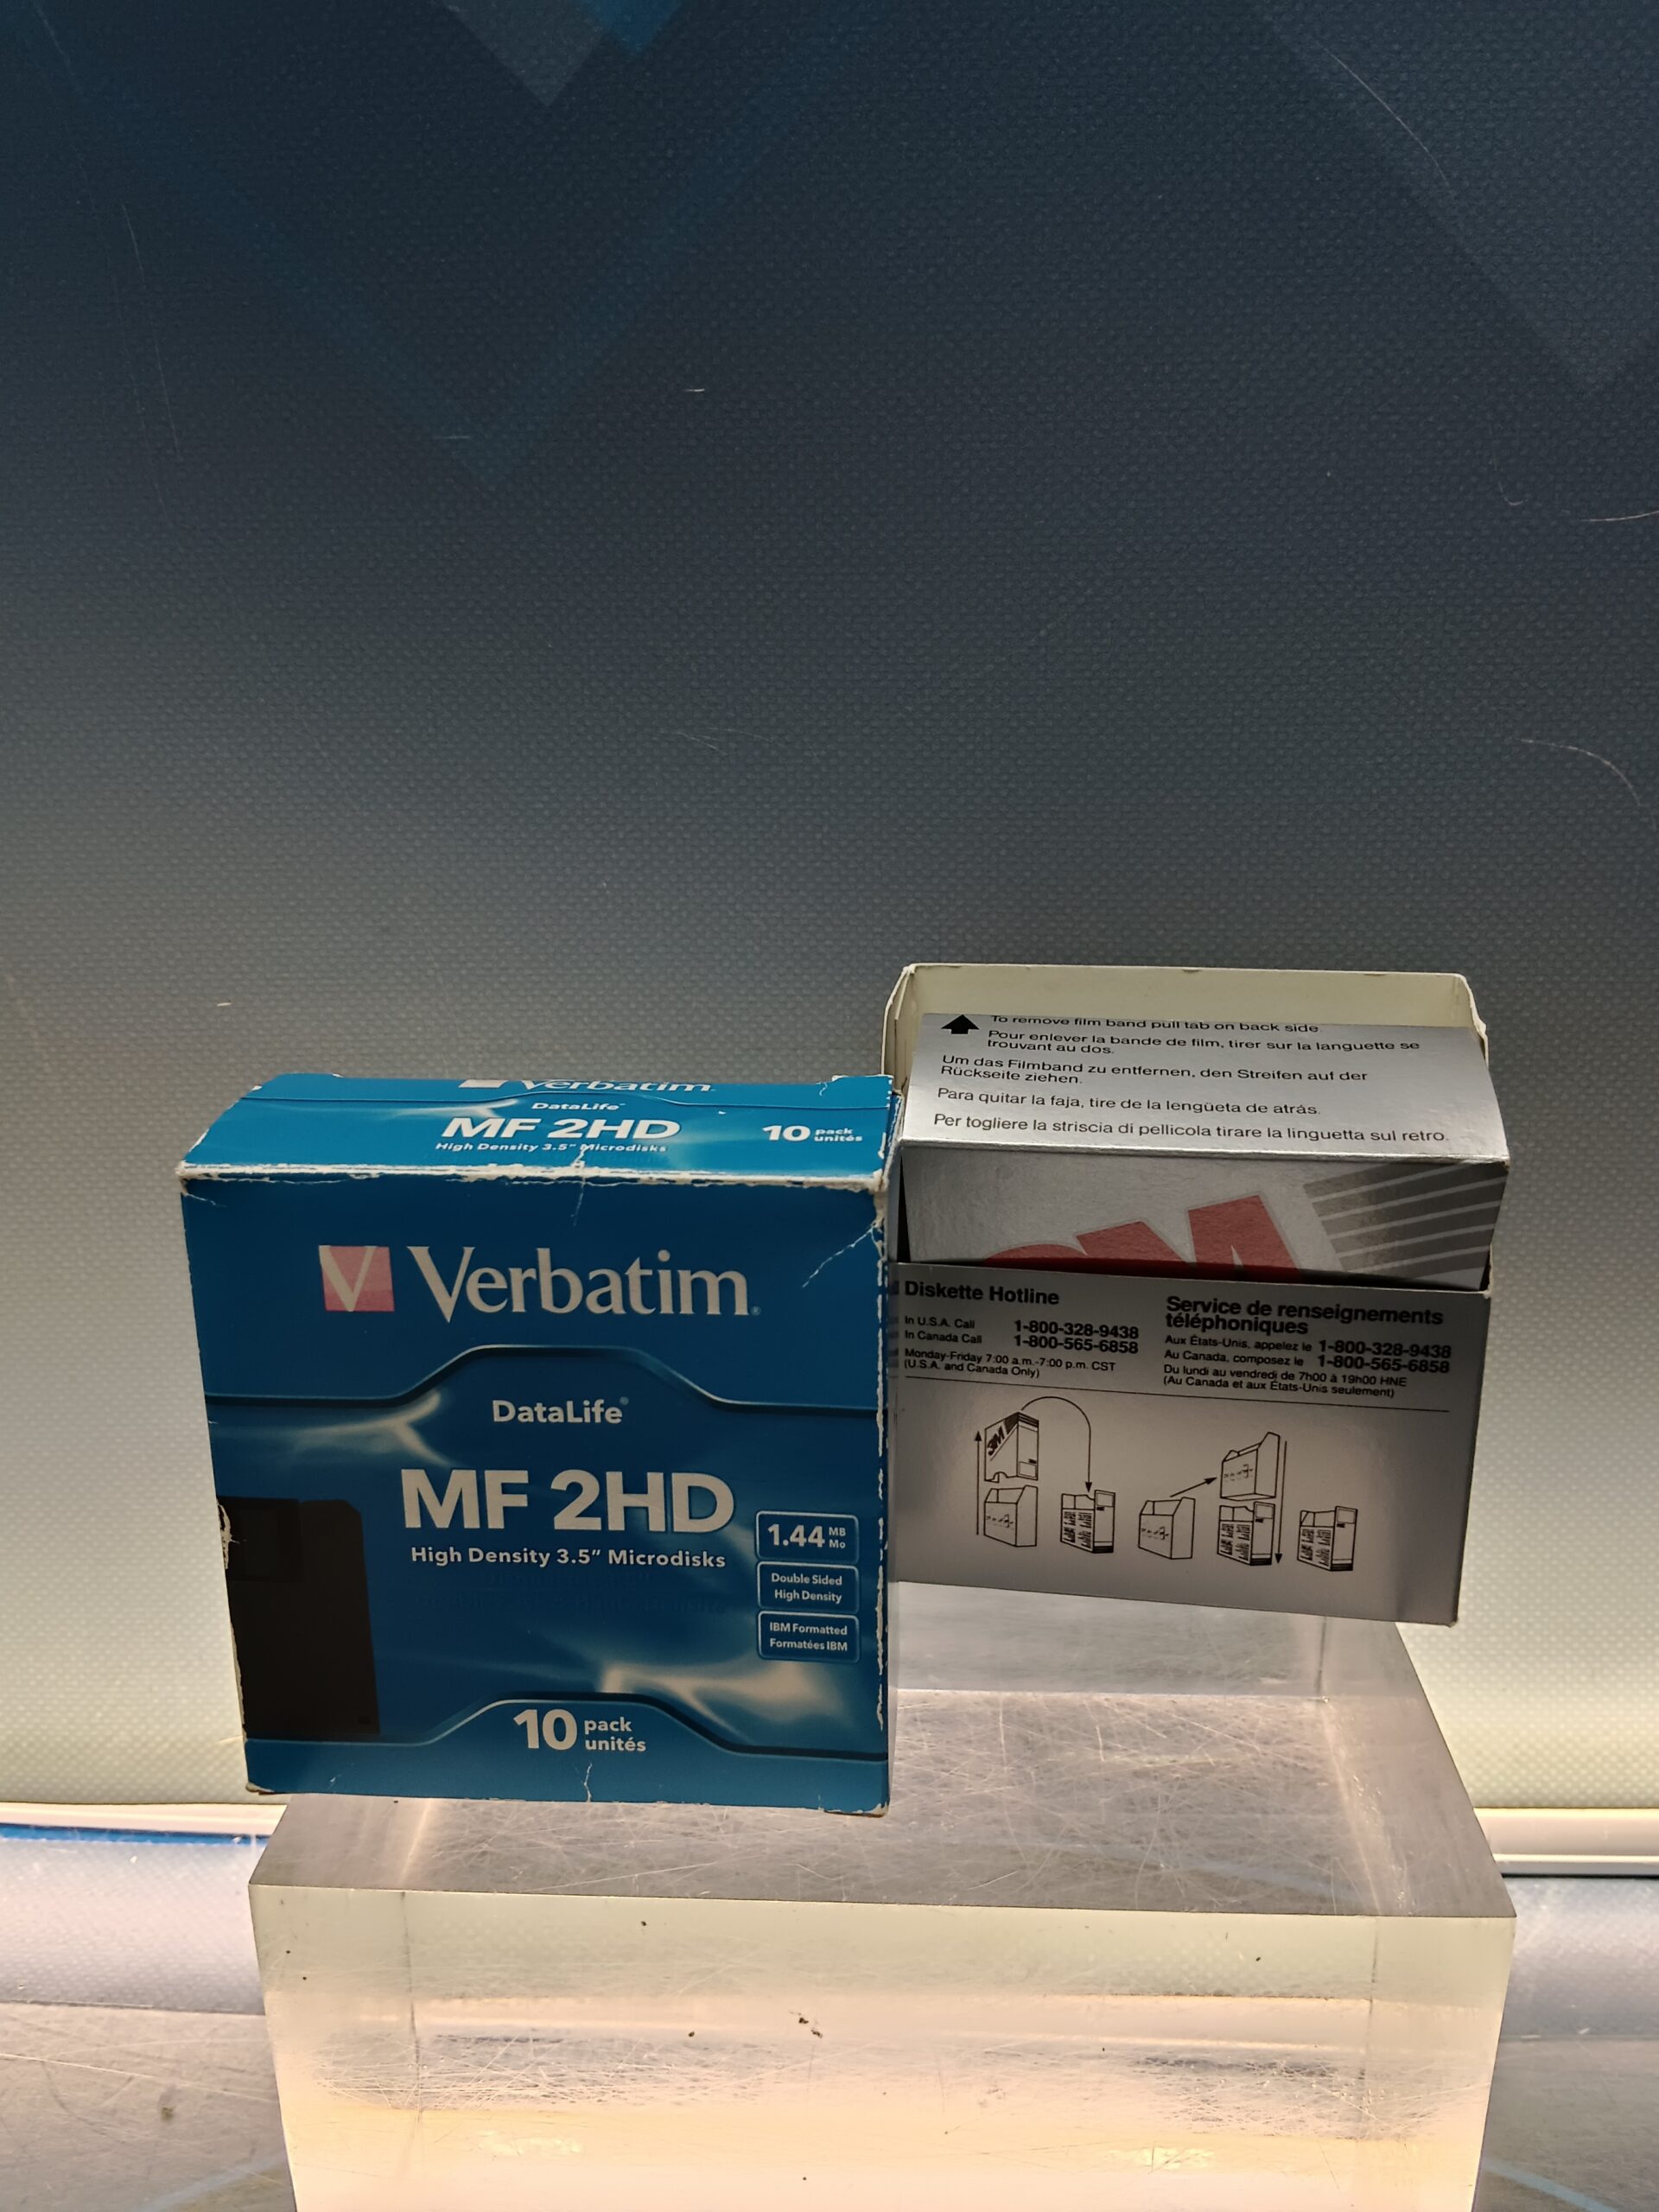 Verbatim
DataLife
MF 2HD
High Density 3.5" Microdisks
10 pack
unités
V Verbatim
DataLife®
MF 2HD
High Density 3.5" Microdisks
1.44 MB
Mo
Double Sided
High Density
IBM Formatted
Formatées IBM
10 pack
unités
To remove film band pull tab on back side.
Pour enlever la bande de film, tirer sur la languette se
trouvant au dos.
Um das Filmband zu entfernen, den Streifen auf der
Rückseite ziehen.
Para quitar la faja, tire de la lengüeta de atrás.
Per togliere la striscia di pellicola tirare la linguetta sul retro.
3M
Diskette Hotline
In U.S.A. Call 1-800-328-9438
In Canada Call 1-800-565-6858
Monday-Friday 7:00 a.m.-7:00 p.m. CST
(U.S.A. and Canada Only)
Service de renseignements
téléphoniques
Aux États-Unis, appelez le 1-800-328-9438
Au Canada, composez le 1-800-565-6858
Du lundi au vendredi de 7h00 à 19h00 HNE
(Au Canada et aux États-Unis seulement)
3M